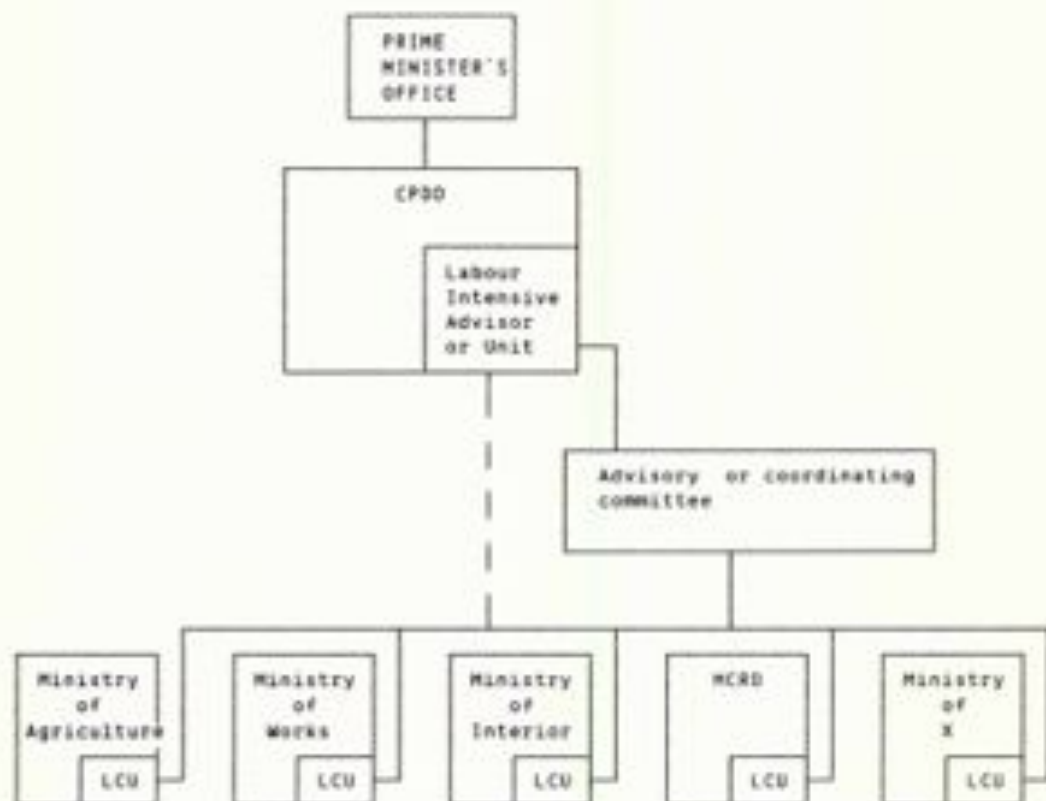 PRIME
MINISTER'S
OFFICE
CPDO
Labour
Intensive
Advisor
or Unit
Advisory or coordinating
committee
Ministry
of
Agriculture
Ministry
of
Works
Ministry
of
Interior
MCRD
Ministry
of
X
LCU
LCU
LCU
LCU
LCU